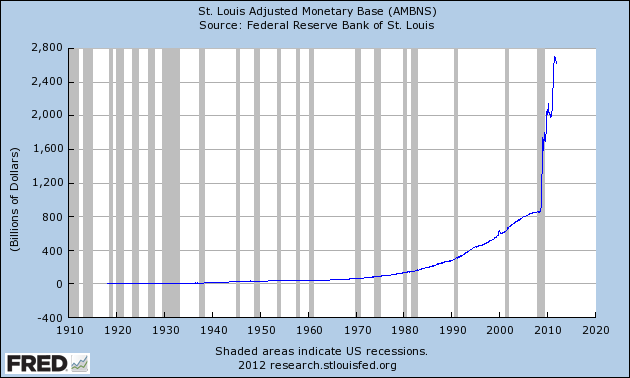 St. Louis Adjusted Monetary Base (AMBNS)
Source: Federal Reserve Bank of St. Louis
(Billions of Dollars)
2,800
2,400
2,000
1,600
1,200
800
400
0
-400
1910 1920 1930 1940 1950 1960 1970 1980 1990 2000 2010 2020
Shaded areas indicate US recessions.
2012 research.stlouisfed.org
FRED